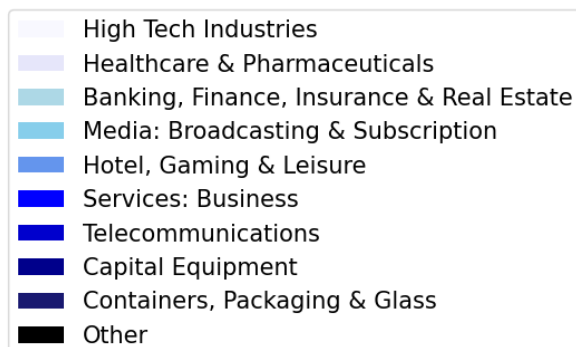 High Tech Industries
Healthcare & Pharmaceuticals
Banking, Finance, Insurance & Real Estate
Media: Broadcasting & Subscription
Hotel, Gaming & Leisure
Services: Business
Telecommunications
Capital Equipment
Containers, Packaging & Glass
Other